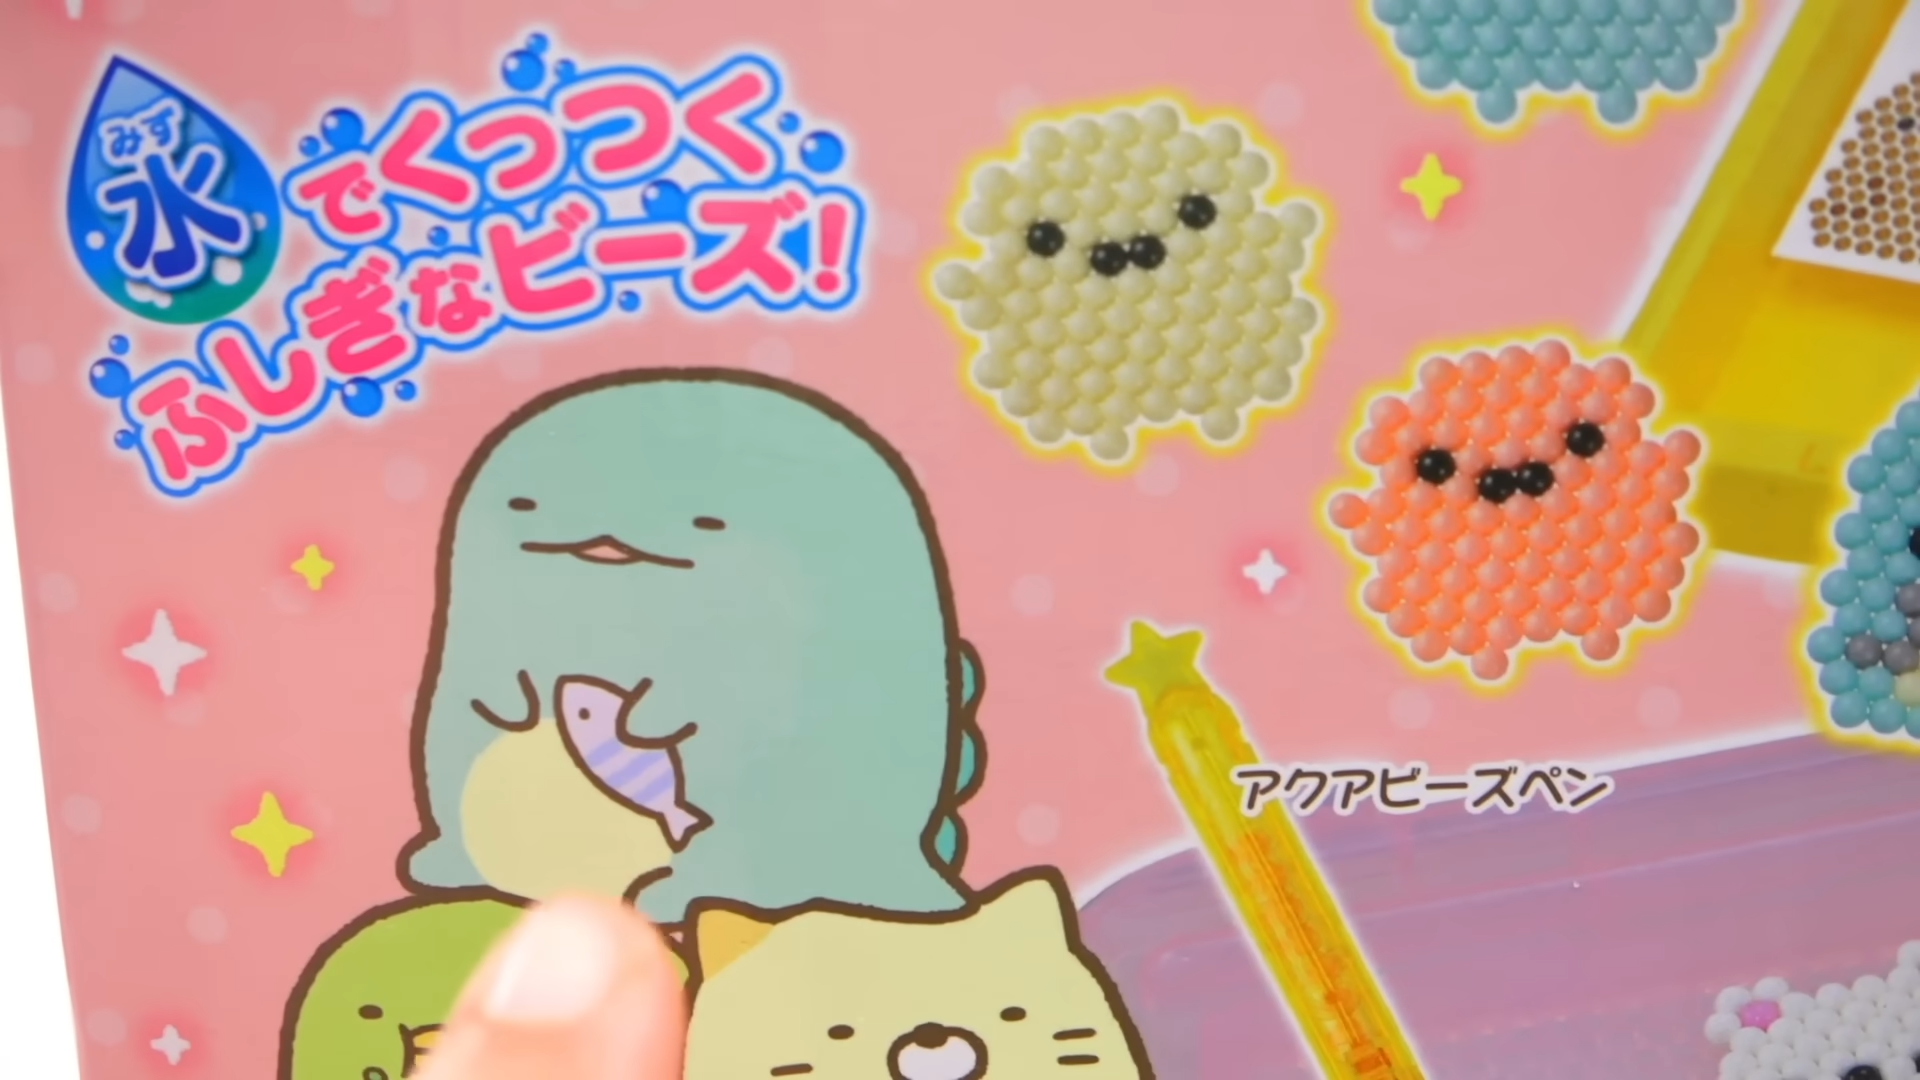 みず
水でくっつく
ふしぎなビーズ!
アクアビーズペン